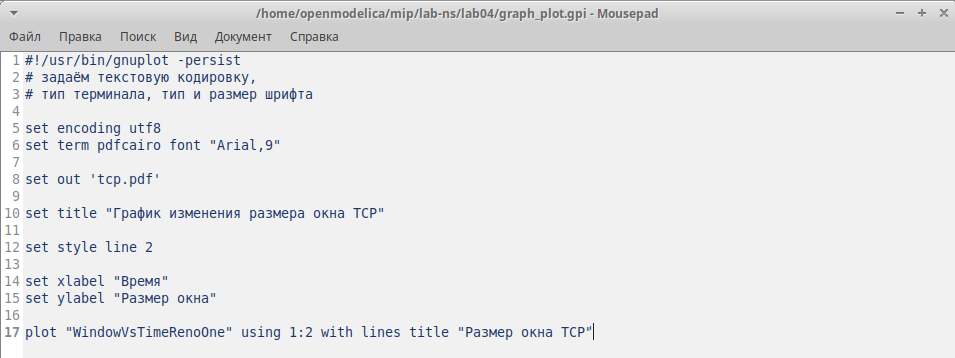 /home/openmodelica/mip/lab-ns/lab04/graph_plot.gpi - Mousepad
Файл Правка Поиск Вид Документ Справка
1 #!/usr/bin/gnuplot -persist
2 # задаём текстовую кодировку,
3 # тип терминала, тип и размер шрифта
4
5 set encoding utf8
6 set term pdfcairo font "Arial,9"
7
8 set out 'tcp.pdf'
9
10 set title "График изменения размера окна TCP"
11
12 set style line 2
13
14 set xlabel "Время"
15 set ylabel "Размер окна"
16
17 plot "WindowVsTimeRenoOne" using 1:2 with lines title "Размер окна TCP"